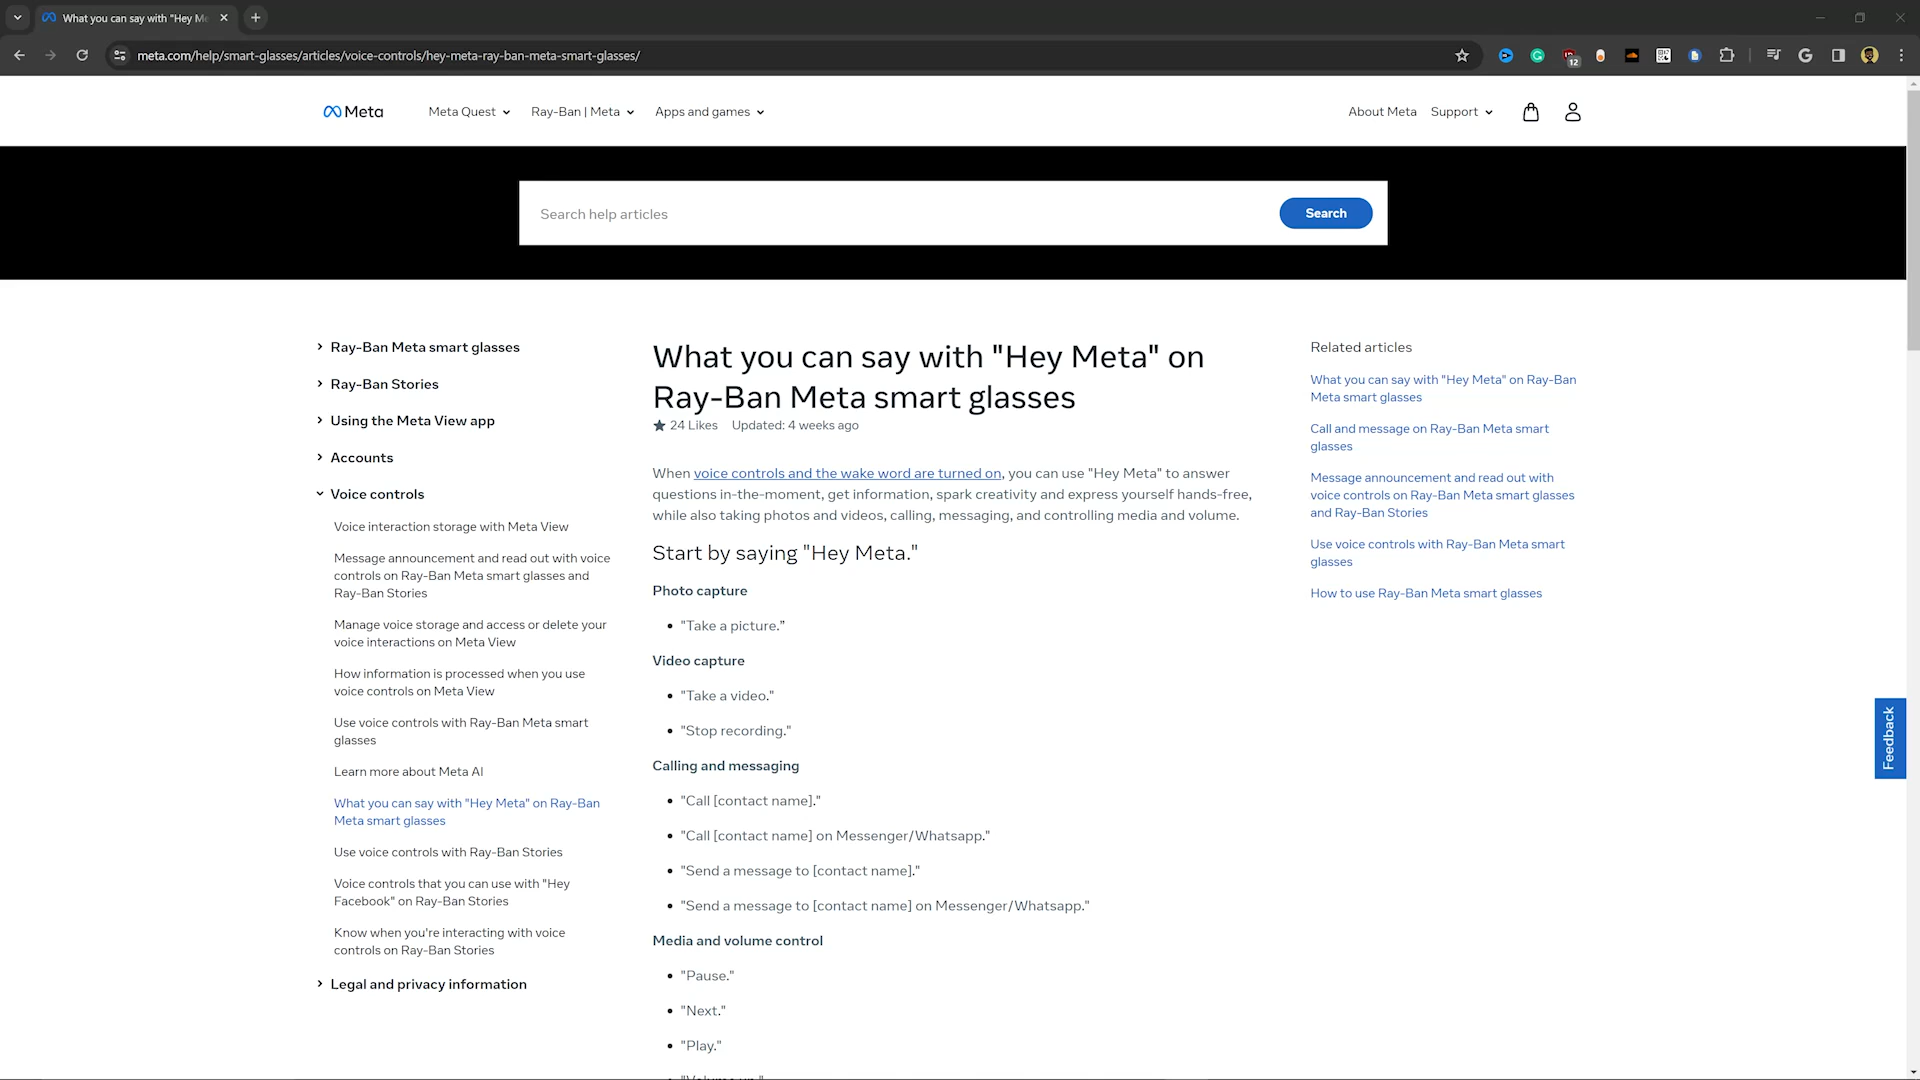 What you can say with "Hey Me
meta.com/help/smart-glasses/articles/voice-controls/hey-meta-ray-ban-meta-smart-glasses/
12
Meta
Meta Quest
Ray-Ban | Meta
Apps and games
About Meta
Support
Search help articles
Search
Ray-Ban Meta smart glasses
Ray-Ban Stories
Using the Meta View app
Accounts
Voice controls
Voice interaction storage with Meta View
Message announcement and read out with voice
controls on Ray-Ban Meta smart glasses and
Ray-Ban Stories
Manage voice storage and access or delete your
voice interactions on Meta View
How information is processed when you use
voice controls on Meta View
Use voice controls with Ray-Ban Meta smart
glasses
Learn more about Meta AI
What you can say with "Hey Meta" on Ray-Ban
Meta smart glasses
Use voice controls with Ray-Ban Stories
Voice controls that you can use with "Hey
Facebook" on Ray-Ban Stories
Know when you're interacting with voice
controls on Ray-Ban Stories
Legal and privacy information
What you can say with "Hey Meta" on
Ray-Ban Meta smart glasses
24 Likes Updated: 4 weeks ago
When voice controls and the wake word are turned on, you can use "Hey Meta" to answer
questions in-the-moment, get information, spark creativity and express yourself hands-free,
while also taking photos and videos, calling, messaging, and controlling media and volume.
Start by saying "Hey Meta."
Photo capture
• "Take a picture.”
Video capture
• "Take a video."
• "Stop recording."
Calling and messaging
• "Call [contact name]."
• "Call [contact name] on Messenger/Whatsapp."
• "Send a message to [contact name]."
• "Send a message to [contact name] on Messenger/Whatsapp."
Media and volume control
• "Pause."
• "Next."
• "Play."
Related articles
What you can say with "Hey Meta" on Ray-Ban
Meta smart glasses
Call and message on Ray-Ban Meta smart
glasses
Message announcement and read out with
voice controls on Ray-Ban Meta smart glasses
and Ray-Ban Stories
Use voice controls with Ray-Ban Meta smart
glasses
How to use Ray-Ban Meta smart glasses
Feedback